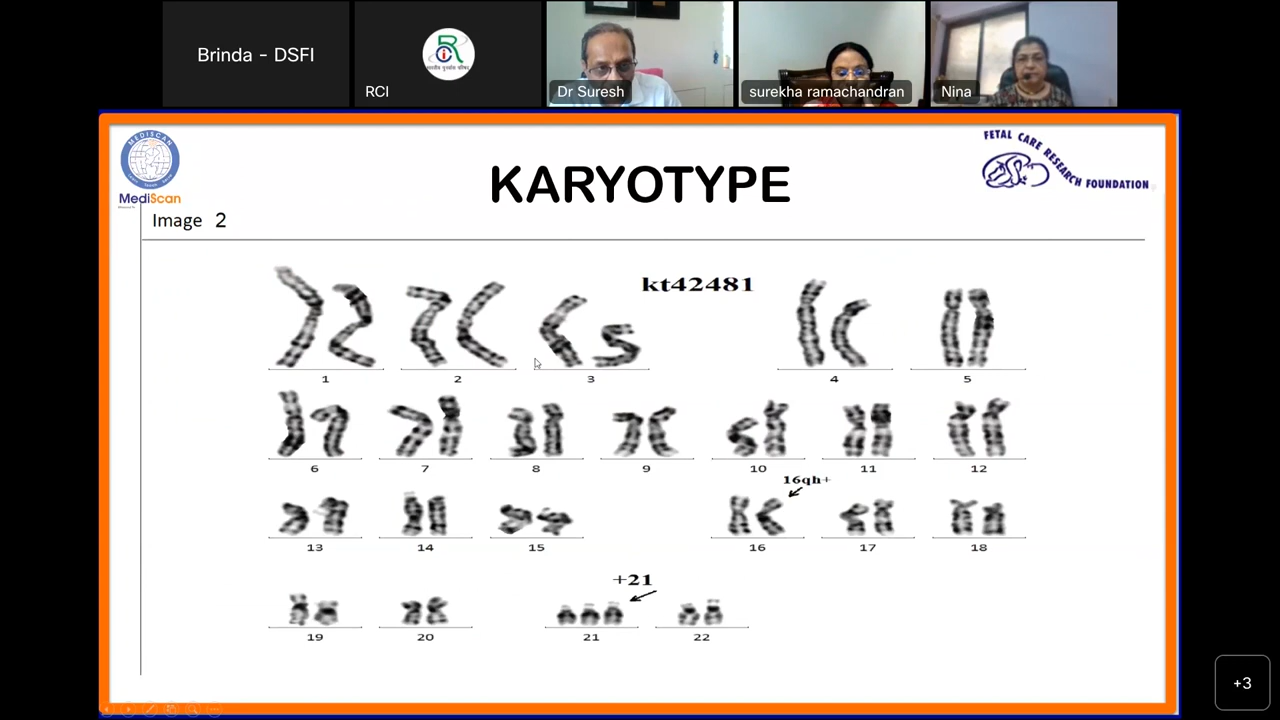 Brinda - DSFI
RCI
Dr Suresh
surekha ramachandran
Nina
MEDISCAN
MediScan
FETAL CARE RESEARCH FOUNDATION
KARYOTYPE
Image 2
kt42481
1 2 3 4 5
6 7 8 9 10 11 12
16qh+
13 14 15 16 17 18
+21
19 20 21 22
+3